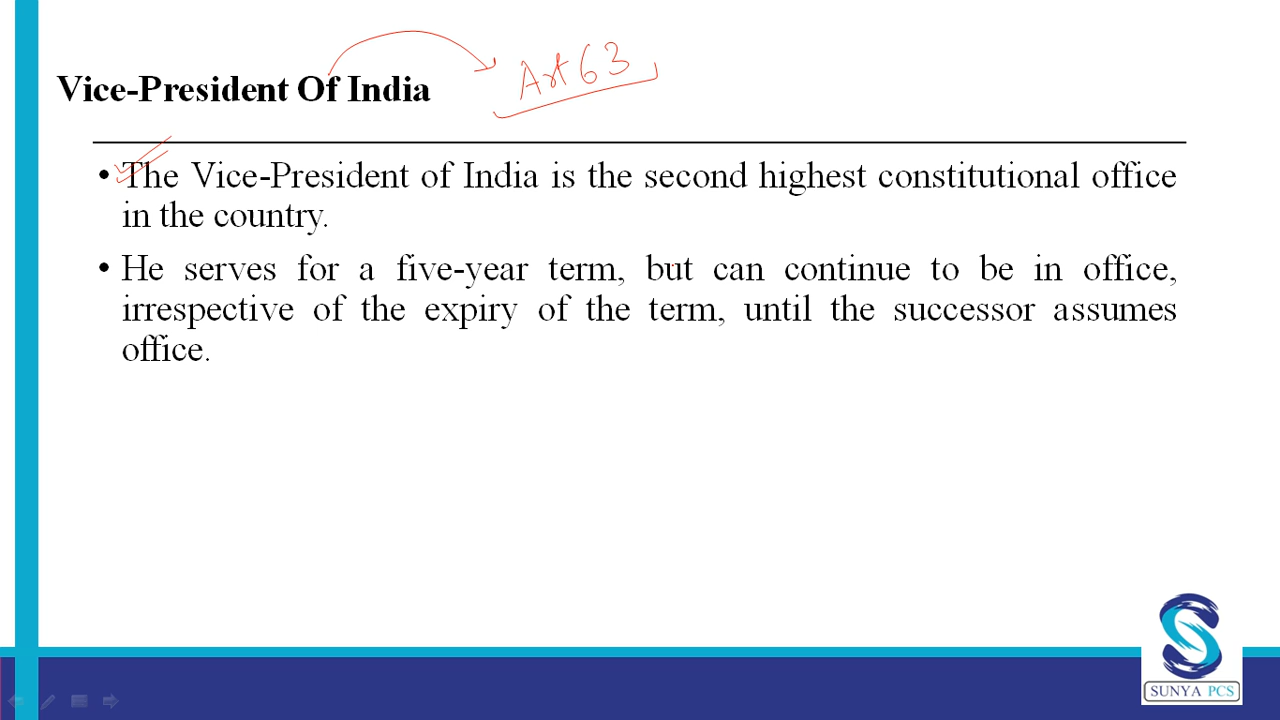 Vice-President Of India
Art 63
• The Vice-President of India is the second highest constitutional office
in the country.
• He serves for a five-year term, but can continue to be in office,
irrespective of the expiry of the term, until the successor assumes
office.
SUNYA PCS